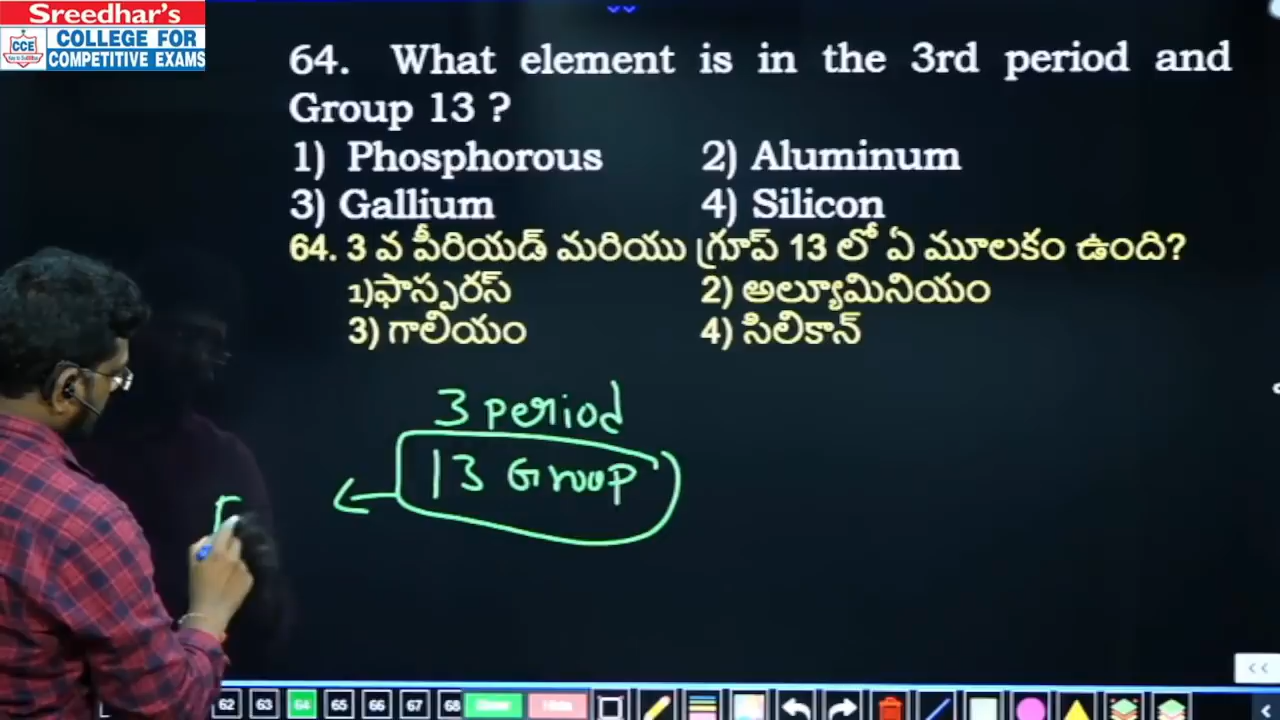 Sreedhar's
CCE
COLLEGE FOR
COMPETITIVE EXAMS
64. What element is in the 3rd period and
Group 13 ?
1) Phosphorous 2) Aluminum
3) Gallium 4) Silicon
64. 3 వ పీరియడ్ మరియు గ్రూప్ 13 లో ఏ మూలకం ఉంది?
1)ఫాస్పరస్ 2) అల్యూమినియం
3) గాలియం 4) సిలికాన్
3 period
13 Group
62 63 64 65 66 67 68